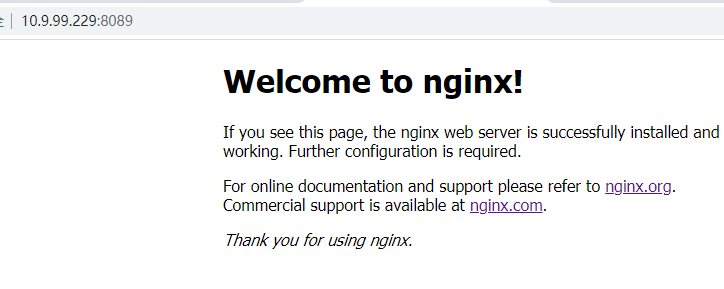 10.9.99.229:8089
Welcome to nginx!
If you see this page, the nginx web server is successfully installed and
working. Further configuration is required.
For online documentation and support please refer to nginx.org.
Commercial support is available at nginx.com.
Thank you for using nginx.